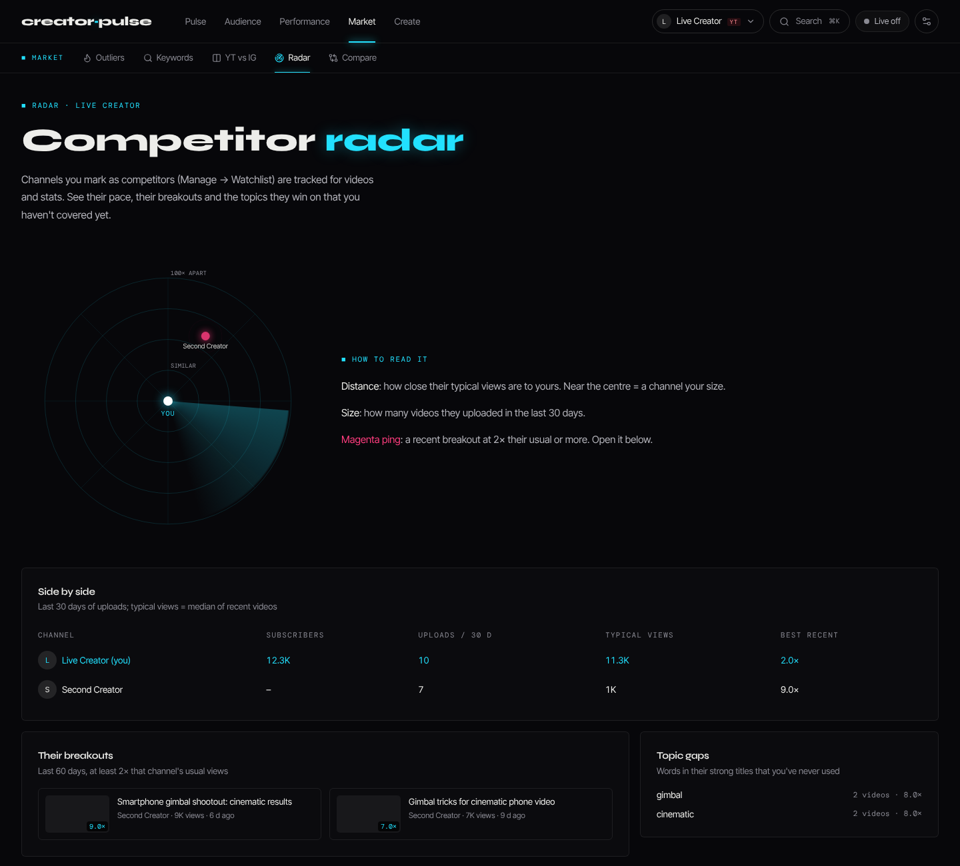 creator-pulse
Pulse
Audience
Performance
Market
Create
L
Live Creator
YT
Search
⌘K
Live off
MARKET
Outliers
Keywords
YT vs IG
Radar
Compare
RADAR · LIVE CREATOR
Competitor radar
Channels you mark as competitors (Manage → Watchlist) are tracked for videos
and stats. See their pace, their breakouts and the topics they win on that you
haven't covered yet.
100× APART
Second Creator
SIMILAR
YOU
HOW TO READ IT
Distance: how close their typical views are to yours. Near the centre = a channel your size.
Size: how many videos they uploaded in the last 30 days.
Magenta ping: a recent breakout at 2× their usual or more. Open it below.
Side by side
Last 30 days of uploads; typical views = median of recent videos
CHANNEL SUBSCRIBERS UPLOADS / 30 D TYPICAL VIEWS BEST RECENT
L Live Creator (you) 12.3K 10 11.3K 2.0×
S Second Creator – 7 1K 9.0×
Their breakouts
Last 60 days, at least 2× that channel's usual views
Smartphone gimbal shootout: cinematic results
Second Creator · 9K views · 6 d ago
9.0×
Gimbal tricks for cinematic phone video
Second Creator · 7K views · 9 d ago
7.0×
Topic gaps
Words in their strong titles that you've never used
gimbal 2 videos · 8.0×
cinematic 2 videos · 8.0×